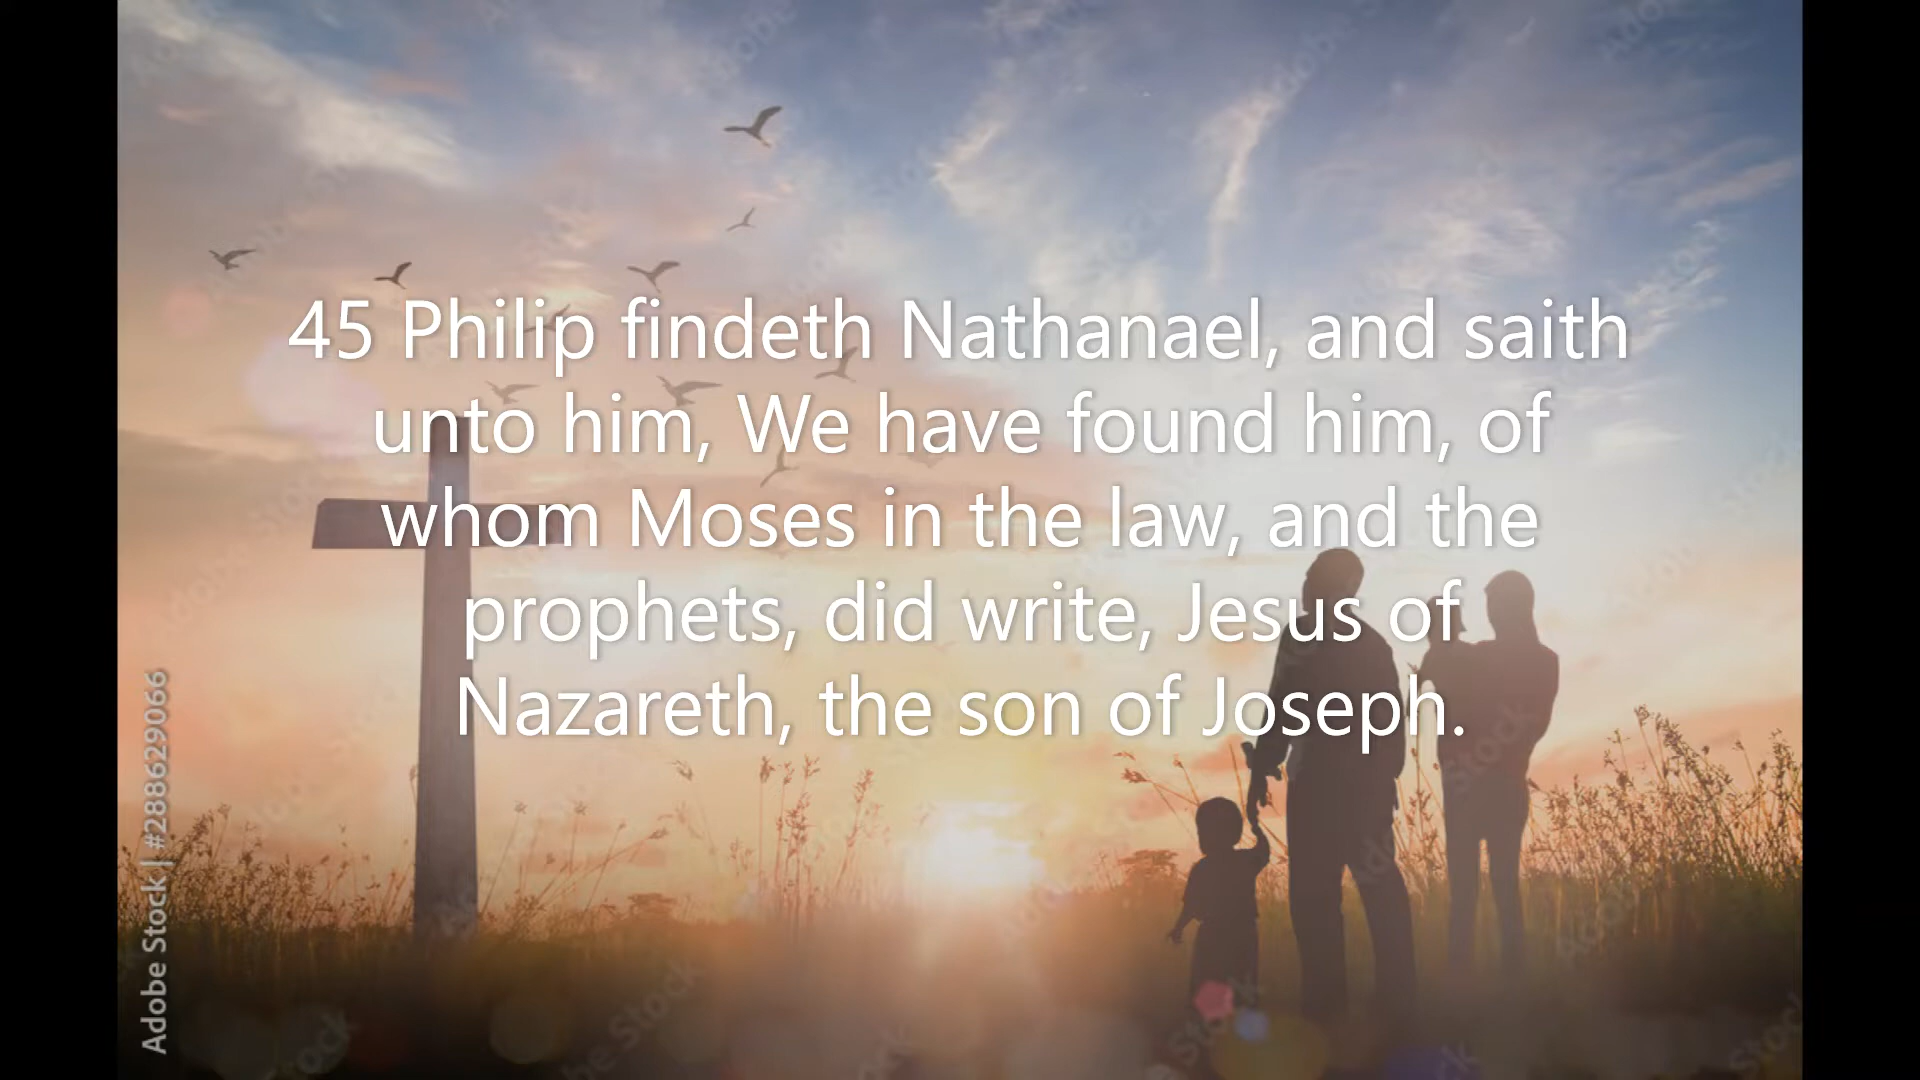 45 Philip findeth Nathanael, and saith
unto him, We have found him, of
whom Moses in the law, and the
prophets, did write, Jesus of
Nazareth, the son of Joseph.
Adobe Stock | #288629066